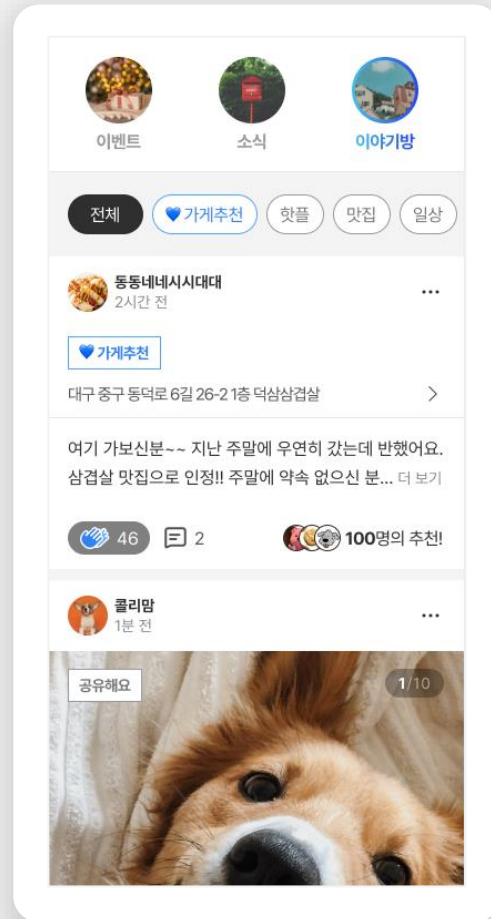 이벤트
소식
이야기방
전체
💙가게추천
핫플
맛집
일상
동동네네시시대대
2시간 전
💙 가게추천
대구 중구 동덕로 6길 26-2 1층 덕삼삼겹살
여기 가보신분~~ 지난 주말에 우연히 갔는데 반했어요.
삼겹살 맛집으로 인정!! 주말에 약속 없으신 분... 더 보기
46
2
100명의 추천!
콜리맘
1분 전
공유해요
1/10